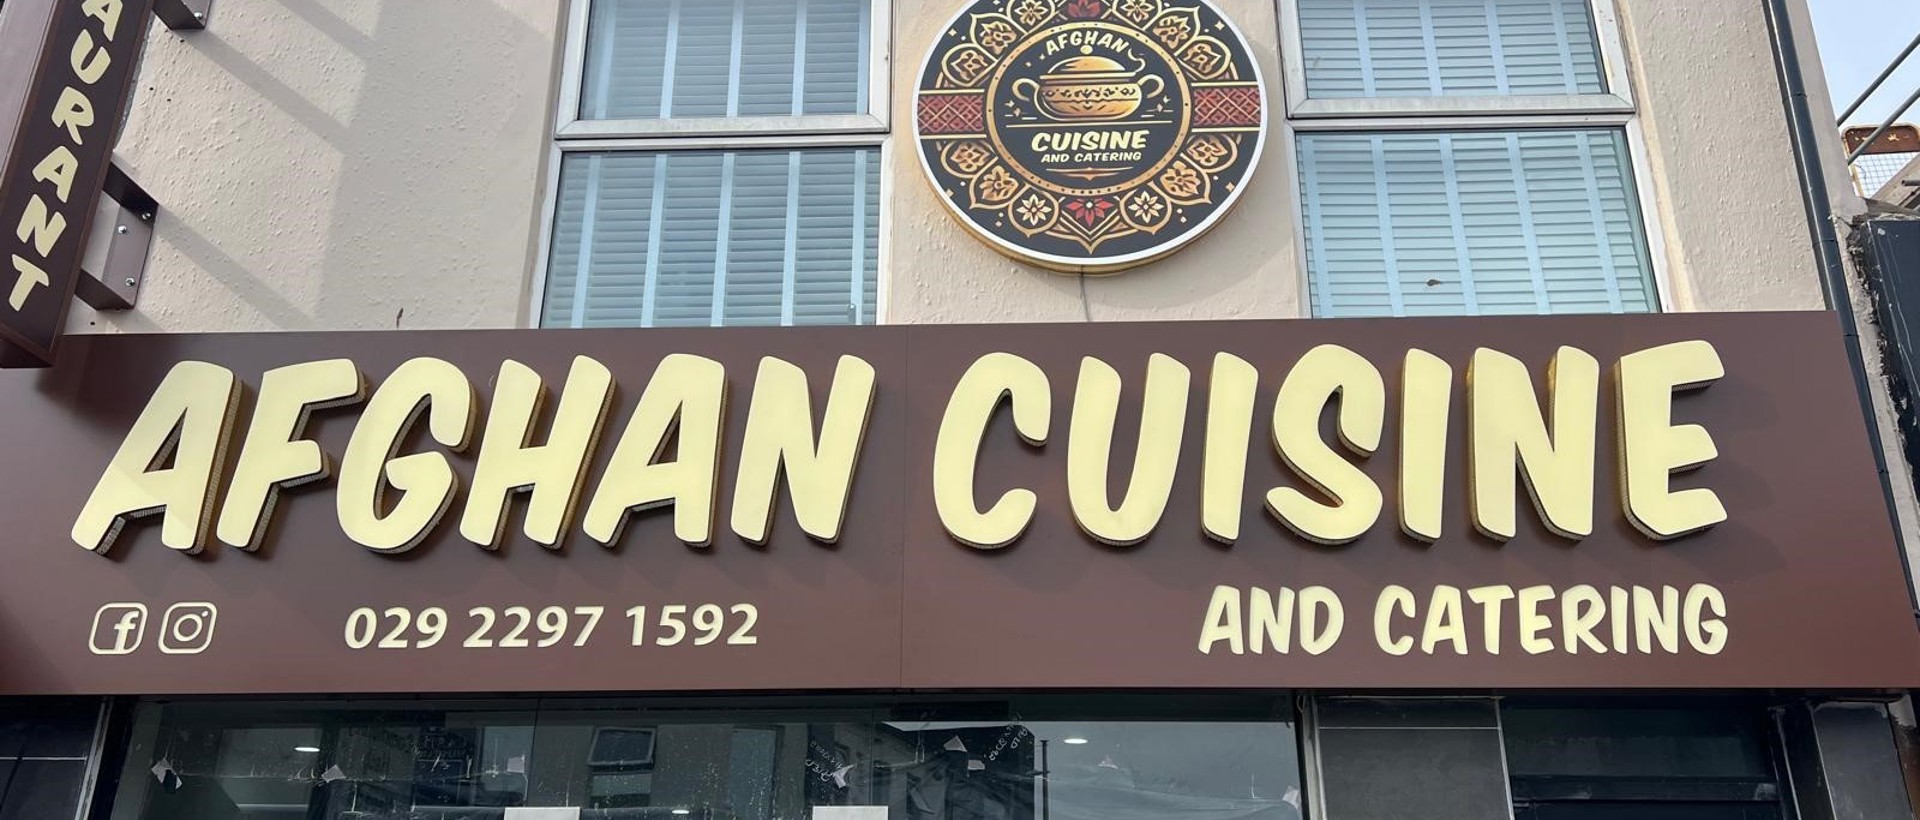 AURANT
AFGHAN
CUISINE
AND CATERING
AFGHAN CUISINE
029 2297 1592
AND CATERING